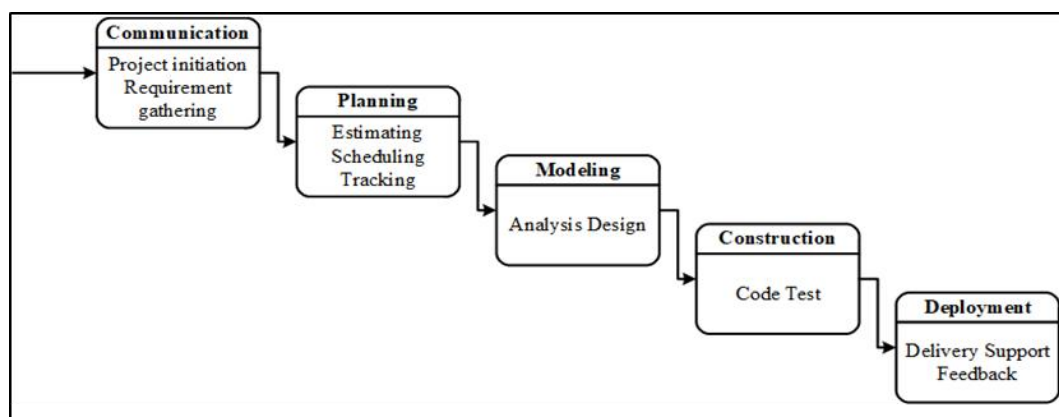 Communication
Project initiation
Requirement
gathering
Planning
Estimating
Scheduling
Tracking
Modeling
Analysis Design
Construction
Code Test
Deployment
Delivery Support
Feedback